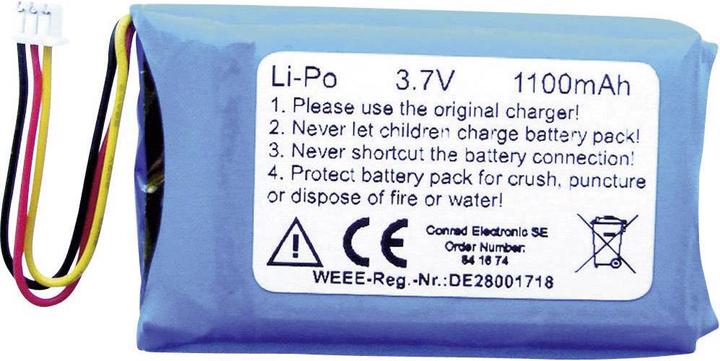 Li-Po 3.7V 1100mAh
1. Please use the original charger!
2. Never let children charge battery pack!
3. Never shortcut the battery connection!
4. Protect battery pack for crush, puncture
or dispose of fire or water!
CE
Conrad Electronic SE
Order Number:
84 16 74
WEEE-Reg.-Nr.:DE28001718